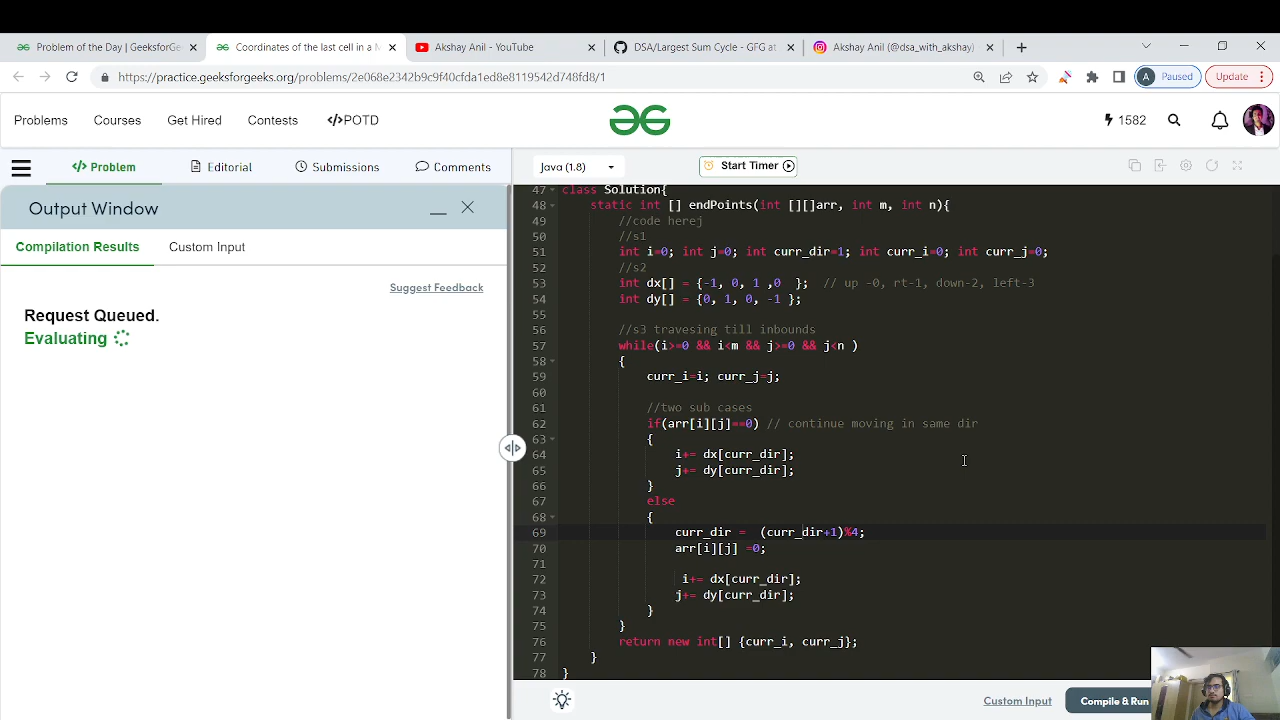 Problem of the Day | GeeksforGeeks
Coordinates of the last cell in a M
Akshay Anil - YouTube
DSA/Largest Sum Cycle - GFG at
Akshay Anil (@dsa_with_akshay)
https://practice.geeksforgeeks.org/problems/2e068e2342b9c9f40cfda1ed8e8119542d748fd8/1
A Paused
Update
Problems
Courses
Get Hired
Contests
</>POTD
1582
</> Problem
Editorial
Submissions
Comments
Java (1.8)
Start Timer
Output Window
Compilation Results
Custom Input
Suggest Feedback
Request Queued.
Evaluating
47 class Solution{
48 static int [] endPoints(int [][]arr, int m, int n){
49 //code herej
50 //s1
51 int i=0; int j=0; int curr_dir=1; int curr_i=0; int curr_j=0;
52 //s2
53 int dx[] = {-1, 0, 1 ,0 }; // up -0, rt-1, down-2, left-3
54 int dy[] = {0, 1, 0, -1 };
55
56 //s3 travesing till inbounds
57 while(i>=0 && i<m && j>=0 && j<n )
58 {
59 curr_i=i; curr_j=j;
60
61 //two sub cases
62 if(arr[i][j]==0) // continue moving in same dir
63 {
64 i+= dx[curr_dir];
65 j+= dy[curr_dir];
66 }
67 else
68 {
69 curr_dir = (curr_dir+1)%4;
70 arr[i][j] =0;
71
72 i+= dx[curr_dir];
73 j+= dy[curr_dir];
74 }
75 }
76 return new int[] {curr_i, curr_j};
77 }
78 }
Custom Input
Compile & Run